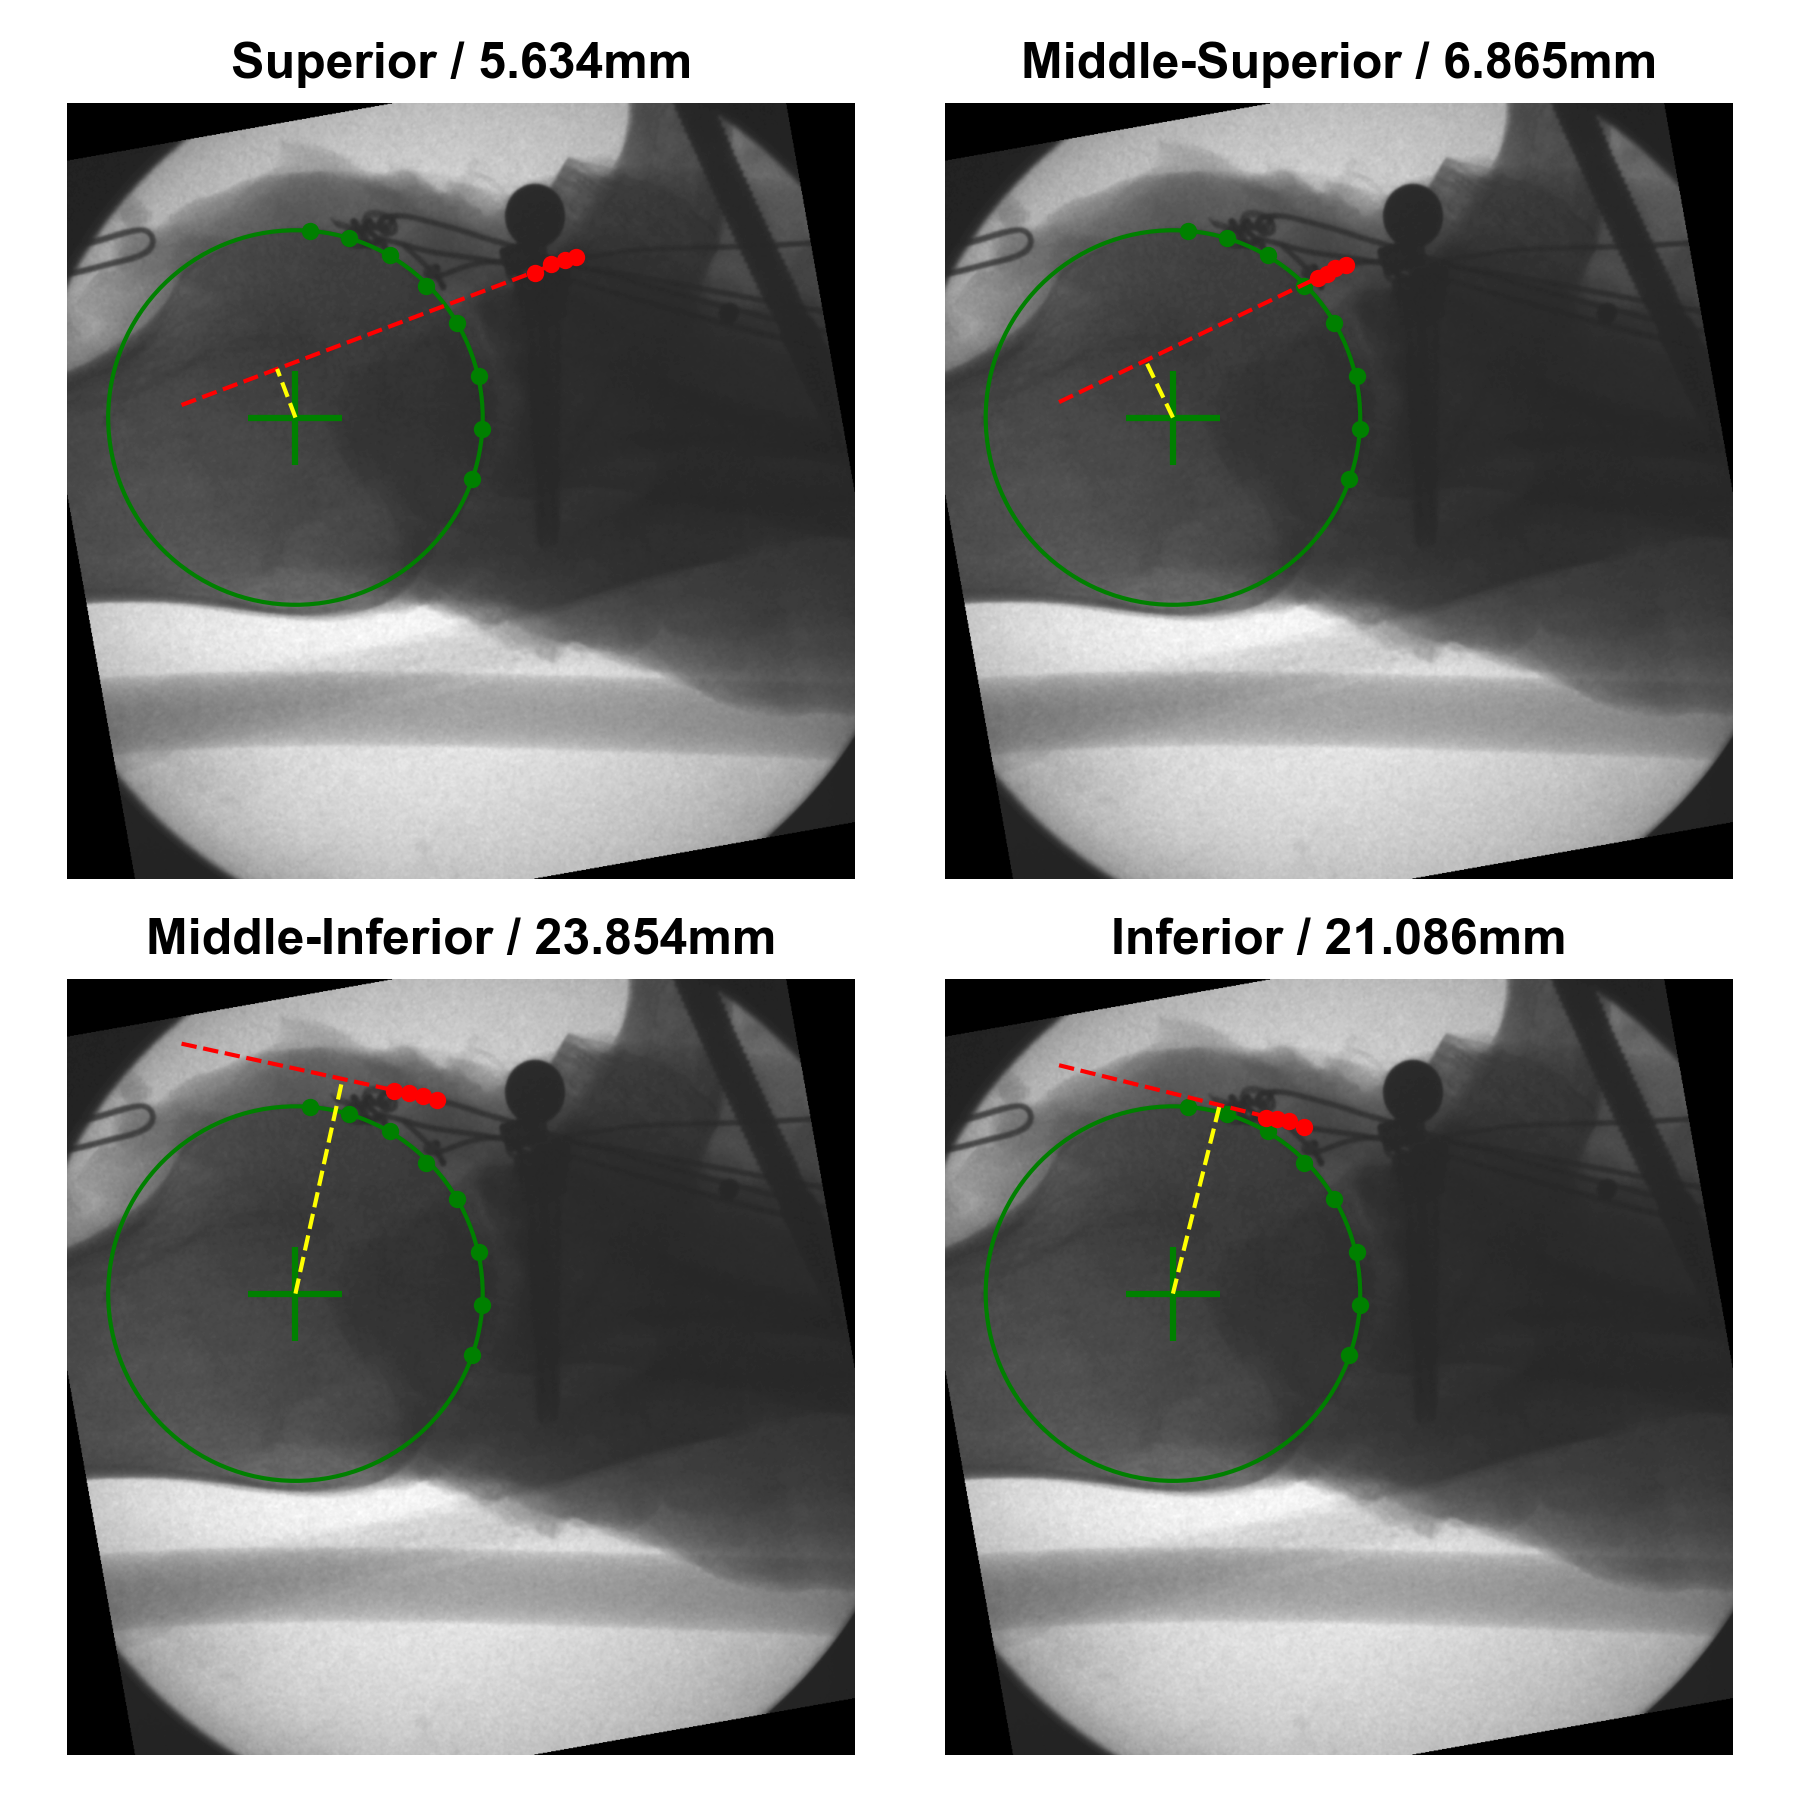 Superior / 5.634mm
Middle-Superior / 6.865mm
Middle-Inferior / 23.854mm
Inferior / 21.086mm